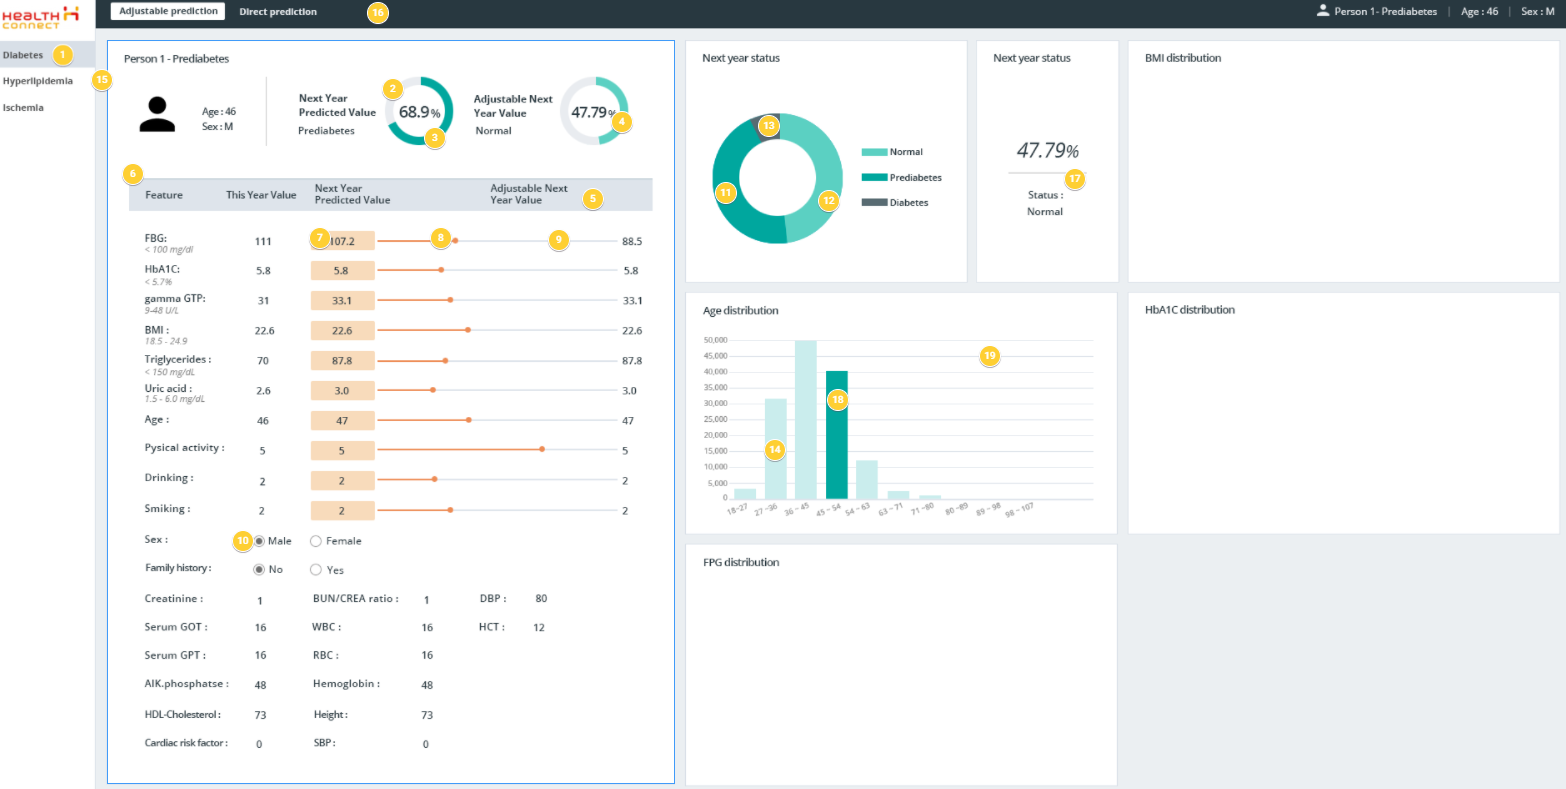 HEALTH
CONNECT
Adjustable prediction Direct prediction 16 Person 1- Prediabetes | Age : 46 | Sex : M
Diabetes 1
Hyperlipidemia 15
Ischemia
Person 1 - Prediabetes
Age : 46
Sex : M
Next Year
Predicted Value
Prediabetes
2
68.9%
3
Adjustable Next
Year Value
Normal
47.79%
4
6
Feature This Year Value Next Year
Predicted Value Adjustable Next
Year Value 5
FBG: 111 7 107.2 8 9 88.5
< 100 mg/dl
HbA1C: 5.8 5.8 5.8
< 5.7%
gamma GTP: 31 33.1 33.1
9-48 U/L
BMI : 22.6 22.6 22.6
18.5 - 24.9
Triglycerides : 70 87.8 87.8
< 150 mg/dL
Uric acid : 2.6 3.0 3.0
1.5 - 6.0 mg/dL
Age : 46 47 47
Pysical activity : 5 5 5
Drinking : 2 2 2
Smiking : 2 2 2
Sex : 10 Male Female
Family history : No Yes
Creatinine : 1 BUN/CREA ratio : 1 DBP : 80
Serum GOT : 16 WBC : 16 HCT : 12
Serum GPT : 16 RBC : 16
AIK.phosphatse : 48 Hemoglobin : 48
HDL-Cholesterol : 73 Height : 73
Cardiac risk factor : 0 SBP : 0
Next year status
13
11
12
Normal
Prediabetes
Diabetes
Next year status
47.79%
17
Status :
Normal
BMI distribution
Age distribution
50,000
45,000
40,000
35,000
30,000
25,000
20,000
15,000
10,000
5,000
0
19
18
14
18~27 27~36 36 ~ 45 45 ~ 54 54 ~ 63 63 ~ 71 71~80 80 ~89 89 ~ 98 98 ~ 107
HbA1C distribution
FPG distribution